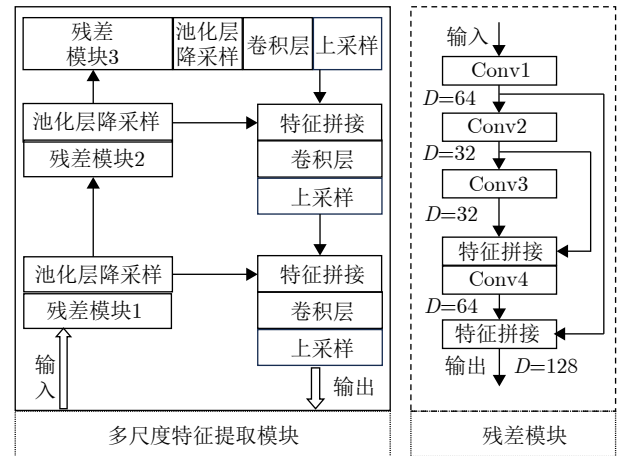 残差
模块3
池化层
降采样
卷积层
上采样
池化层降采样
残差模块2
特征拼接
卷积层
上采样
池化层降采样
残差模块1
特征拼接
卷积层
上采样
输
入
输出
多尺度特征提取模块
输入
Conv1
D=64
Conv2
D=32
Conv3
D=32
特征拼接
Conv4
D=64
特征拼接
输出
D=128
残差模块